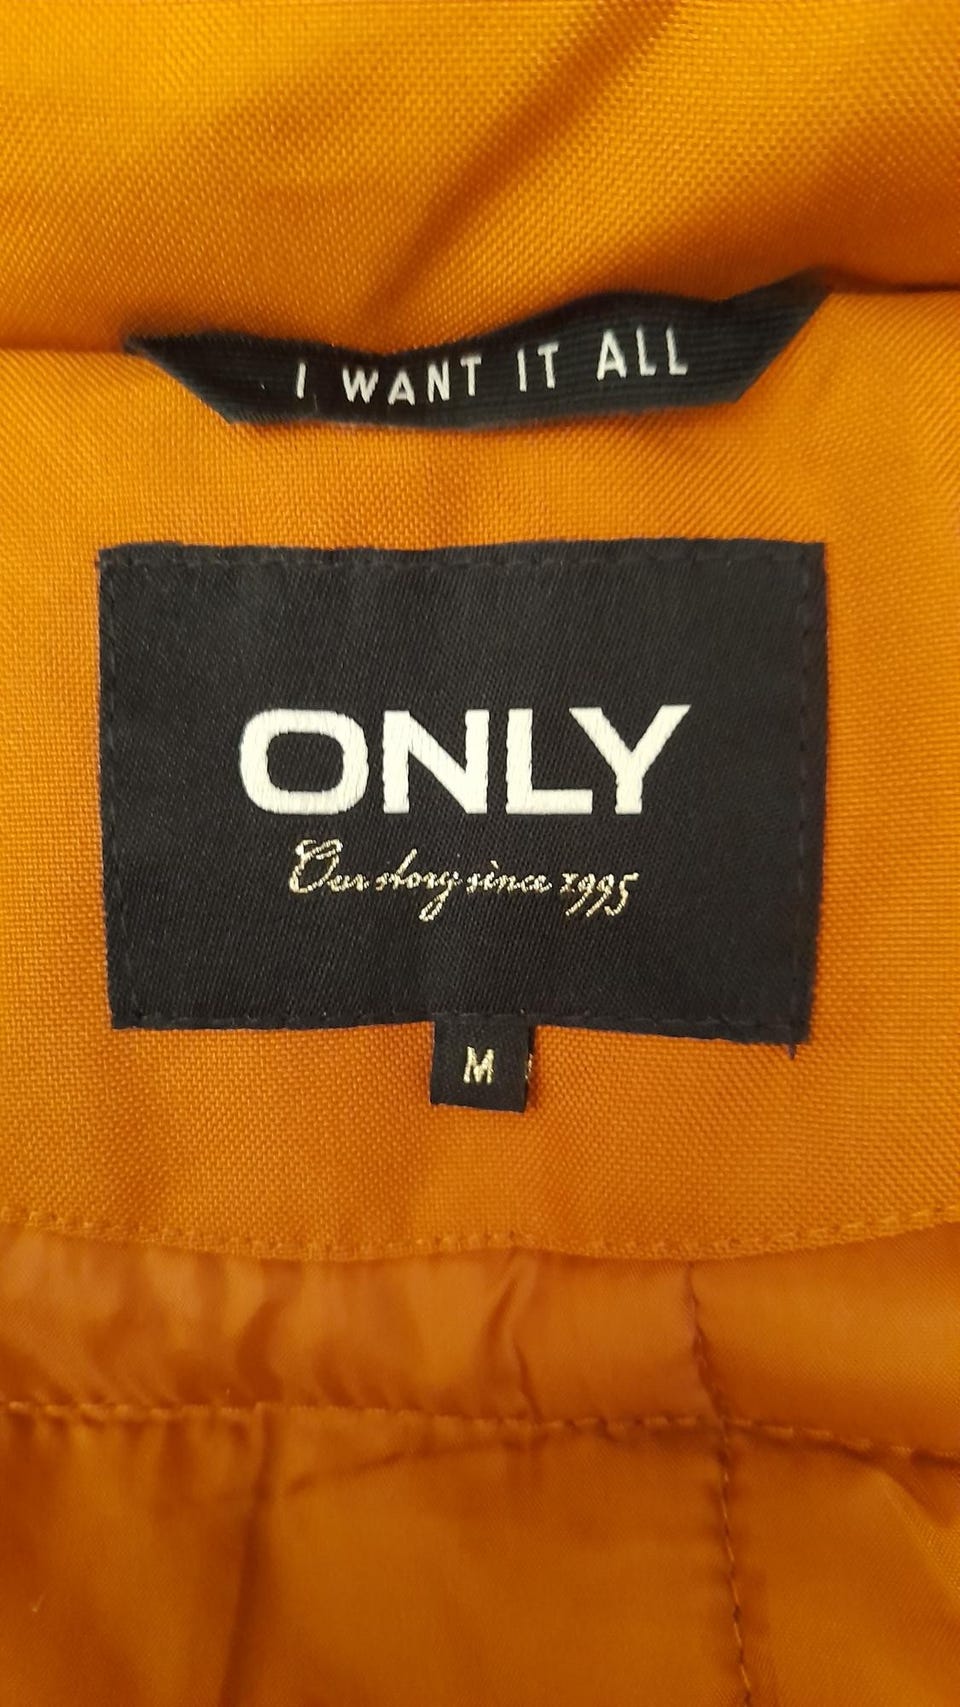 I WANT IT ALL
ONLY
Our story since 1995
M